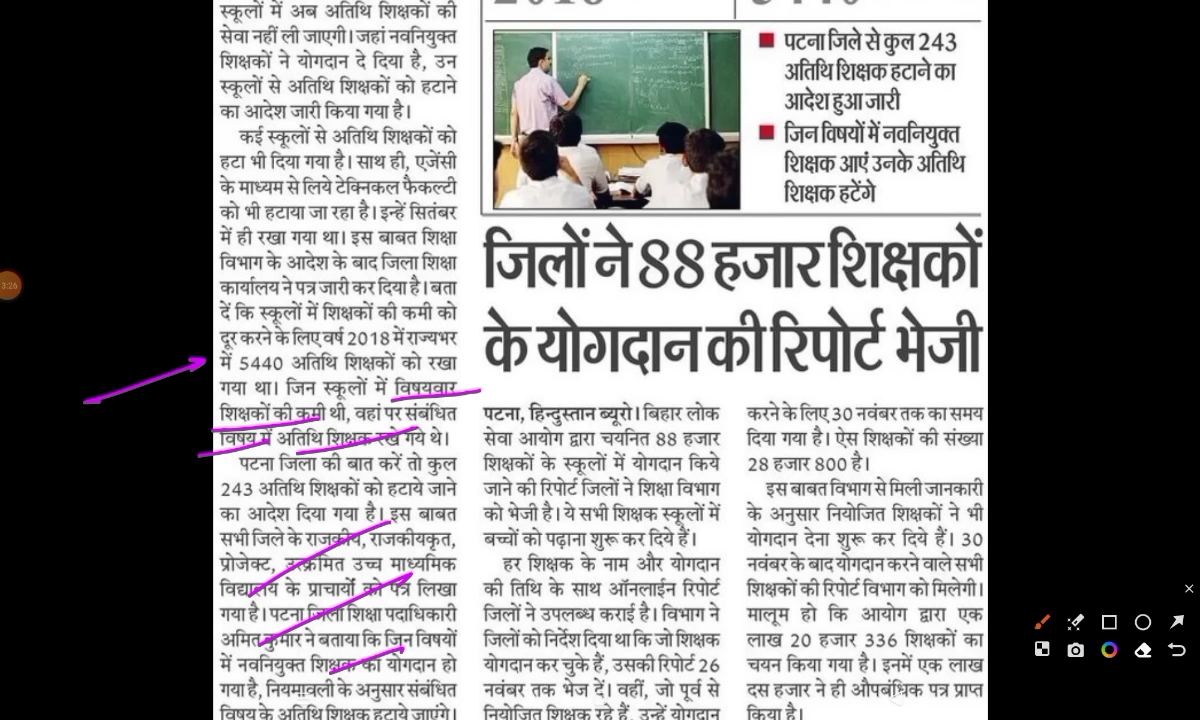 स्कूलों में अब अतिथि शिक्षकों की
सेवा नहीं ली जाएगी। जहां नवनियुक्त
शिक्षकों ने योगदान दे दिया है, उन
स्कूलों से अतिथि शिक्षकों को हटाने
का आदेश जारी किया गया है।
कई स्कूलों से अतिथि शिक्षकों को
हटा भी दिया गया है। साथ ही, एजेंसी
के माध्यम से लिये टेक्निकल फैकल्टी
को भी हटाया जा रहा है। इन्हें सितंबर
में ही रखा गया था। इस बाबत शिक्षा
विभाग के आदेश के बाद जिला शिक्षा
कार्यालय ने पत्र जारी कर दिया है। बता
दें कि स्कूलों में शिक्षकों की कमी को
दूर करने के लिए वर्ष 2018 में राज्यभर
में 5440 अतिथि शिक्षकों को रखा
गया था। जिन स्कूलों में विषयवार
शिक्षकों की कमी थी, वहां पर संबंधित
विषय में अतिथि शिक्षक रखे गये थे।
पटना जिला की बात करें तो कुल
243 अतिथि शिक्षकों को हटाये जाने
का आदेश दिया गया है। इस बाबत
सभी जिले के राजकीय, राजकीयकृत,
प्रोजेक्ट, उत्क्रमित उच्च माध्यमिक
विद्यालय के प्राचार्यों को पत्र लिखा
गया है। पटना जिला शिक्षा पदाधिकारी
अमित कुमार ने बताया कि जिन विषयों
में नवनियुक्त शिक्षक का योगदान हो
गया है, नियमावली के अनुसार संबंधित
विषय के अतिथि शिक्षक हटाये जाएंगे।
पटना जिले से कुल 243
अतिथि शिक्षक हटाने का
आदेश हुआ जारी
जिन विषयों में नवनियुक्त
शिक्षक आएं उनके अतिथि
शिक्षक हटेंगे
जिलों ने 88 हजार शिक्षकों
के योगदान की रिपोर्ट भेजी
पटना, हिन्दुस्तान ब्यूरो। बिहार लोक
सेवा आयोग द्वारा चयनित 88 हजार
शिक्षकों के स्कूलों में योगदान किये
जाने की रिपोर्ट जिलों ने शिक्षा विभाग
को भेजी है। ये सभी शिक्षक स्कूलों में
बच्चों को पढ़ाना शुरू कर दिये हैं।
हर शिक्षक के नाम और योगदान
की तिथि के साथ ऑनलाईन रिपोर्ट
जिलों ने उपलब्ध कराई है। विभाग ने
जिलों को निर्देश दिया था कि जो शिक्षक
योगदान कर चुके हैं, उसकी रिपोर्ट 26
नवंबर तक भेज दें। वहीं, जो पूर्व से
नियोजित शिक्षक रहे हैं, उन्हें योगदान
करने के लिए 30 नवंबर तक का समय
दिया गया है। ऐस शिक्षकों की संख्या
28 हजार 800 है।
इस बाबत विभाग से मिली जानकारी
के अनुसार नियोजित शिक्षकों ने भी
योगदान देना शुरू कर दिये हैं। 30
नवंबर के बाद योगदान करने वाले सभी
शिक्षकों की रिपोर्ट विभाग को मिलेगी।
मालूम हो कि आयोग द्वारा एक
लाख 20 हजार 336 शिक्षकों का
चयन किया गया है। इनमें एक लाख
दस हजार ने ही औपबंधिक पत्र प्राप्त
किया है।
3:26